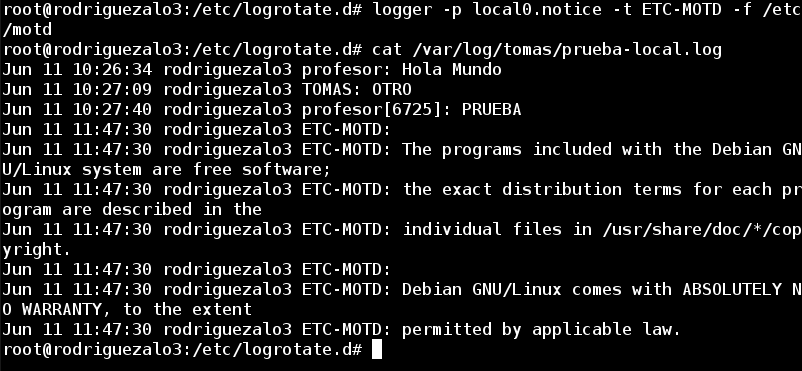 root@rodriguezalo3:/etc/logrotate.d# logger -p local0.notice -t ETC-MOTD -f /etc
/motd
root@rodriguezalo3:/etc/logrotate.d# cat /var/log/tomas/prueba-local.log
Jun 11 10:26:34 rodriguezalo3 profesor: Hola Mundo
Jun 11 10:27:09 rodriguezalo3 TOMAS: OTRO
Jun 11 10:27:40 rodriguezalo3 profesor[6725]: PRUEBA
Jun 11 11:47:30 rodriguezalo3 ETC-MOTD:
Jun 11 11:47:30 rodriguezalo3 ETC-MOTD: The programs included with the Debian GN
U/Linux system are free software;
Jun 11 11:47:30 rodriguezalo3 ETC-MOTD: the exact distribution terms for each pr
ogram are described in the
Jun 11 11:47:30 rodriguezalo3 ETC-MOTD: individual files in /usr/share/doc/*/cop
yright.
Jun 11 11:47:30 rodriguezalo3 ETC-MOTD:
Jun 11 11:47:30 rodriguezalo3 ETC-MOTD: Debian GNU/Linux comes with ABSOLUTELY N
O WARRANTY, to the extent
Jun 11 11:47:30 rodriguezalo3 ETC-MOTD: permitted by applicable law.
root@rodriguezalo3:/etc/logrotate.d#